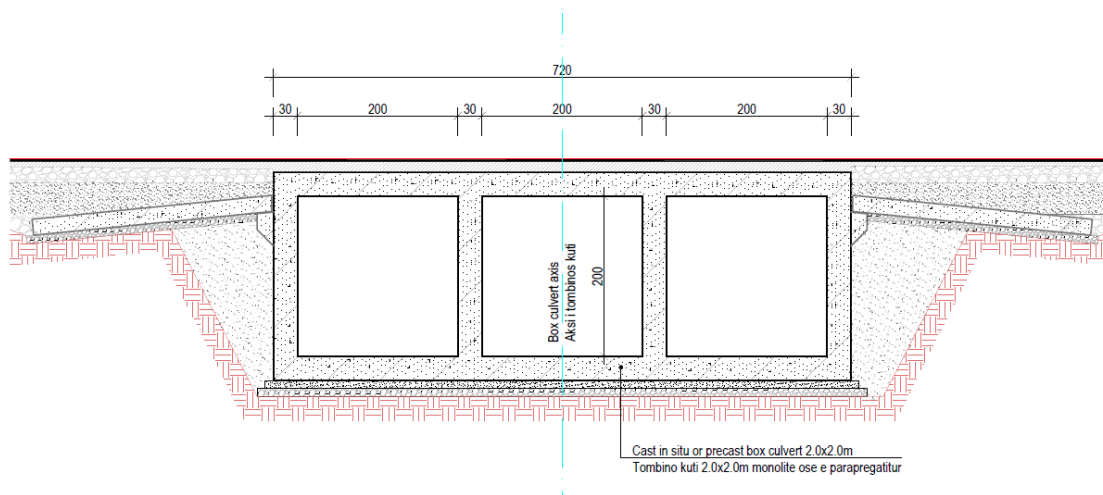 720
30 200 30 200 30 200 30
Box culvert axis
Aksi i tombinos kuti
200
Cast in situ or precast box culvert 2.0x2.0m
Tombino kuti 2.0x2.0m monolite ose e parapregatitur